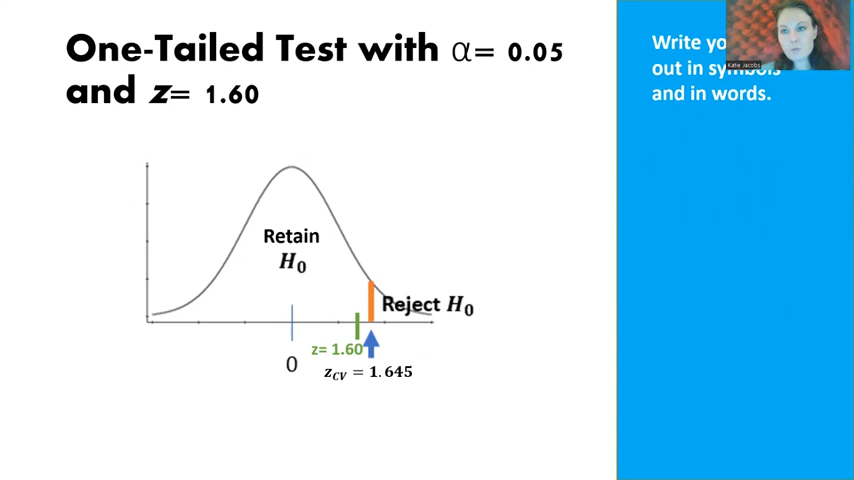 One-Tailed Test with α= 0.05
and z= 1.60
Write yo
out in symbols
and in words.
Katie Jacobs
Retain
H₀
Reject H₀
z= 1.60
0
z_CV = 1.645